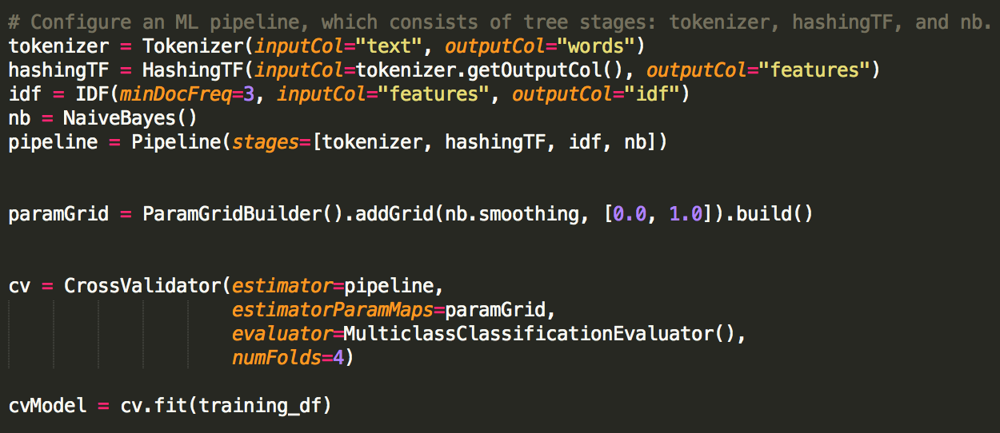 # Configure an ML pipeline, which consists of tree stages: tokenizer, hashingTF, and nb.
tokenizer = Tokenizer(inputCol="text", outputCol="words")
hashingTF = HashingTF(inputCol=tokenizer.getOutputCol(), outputCol="features")
idf = IDF(minDocFreq=3, inputCol="features", outputCol="idf")
nb = NaiveBayes()
pipeline = Pipeline(stages=[tokenizer, hashingTF, idf, nb])
paramGrid = ParamGridBuilder().addGrid(nb.smoothing, [0.0, 1.0]).build()
cv = CrossValidator(estimator=pipeline,
estimatorParamMaps=paramGrid,
evaluator=MulticlassClassificationEvaluator(),
numFolds=4)
cvModel = cv.fit(training_df)